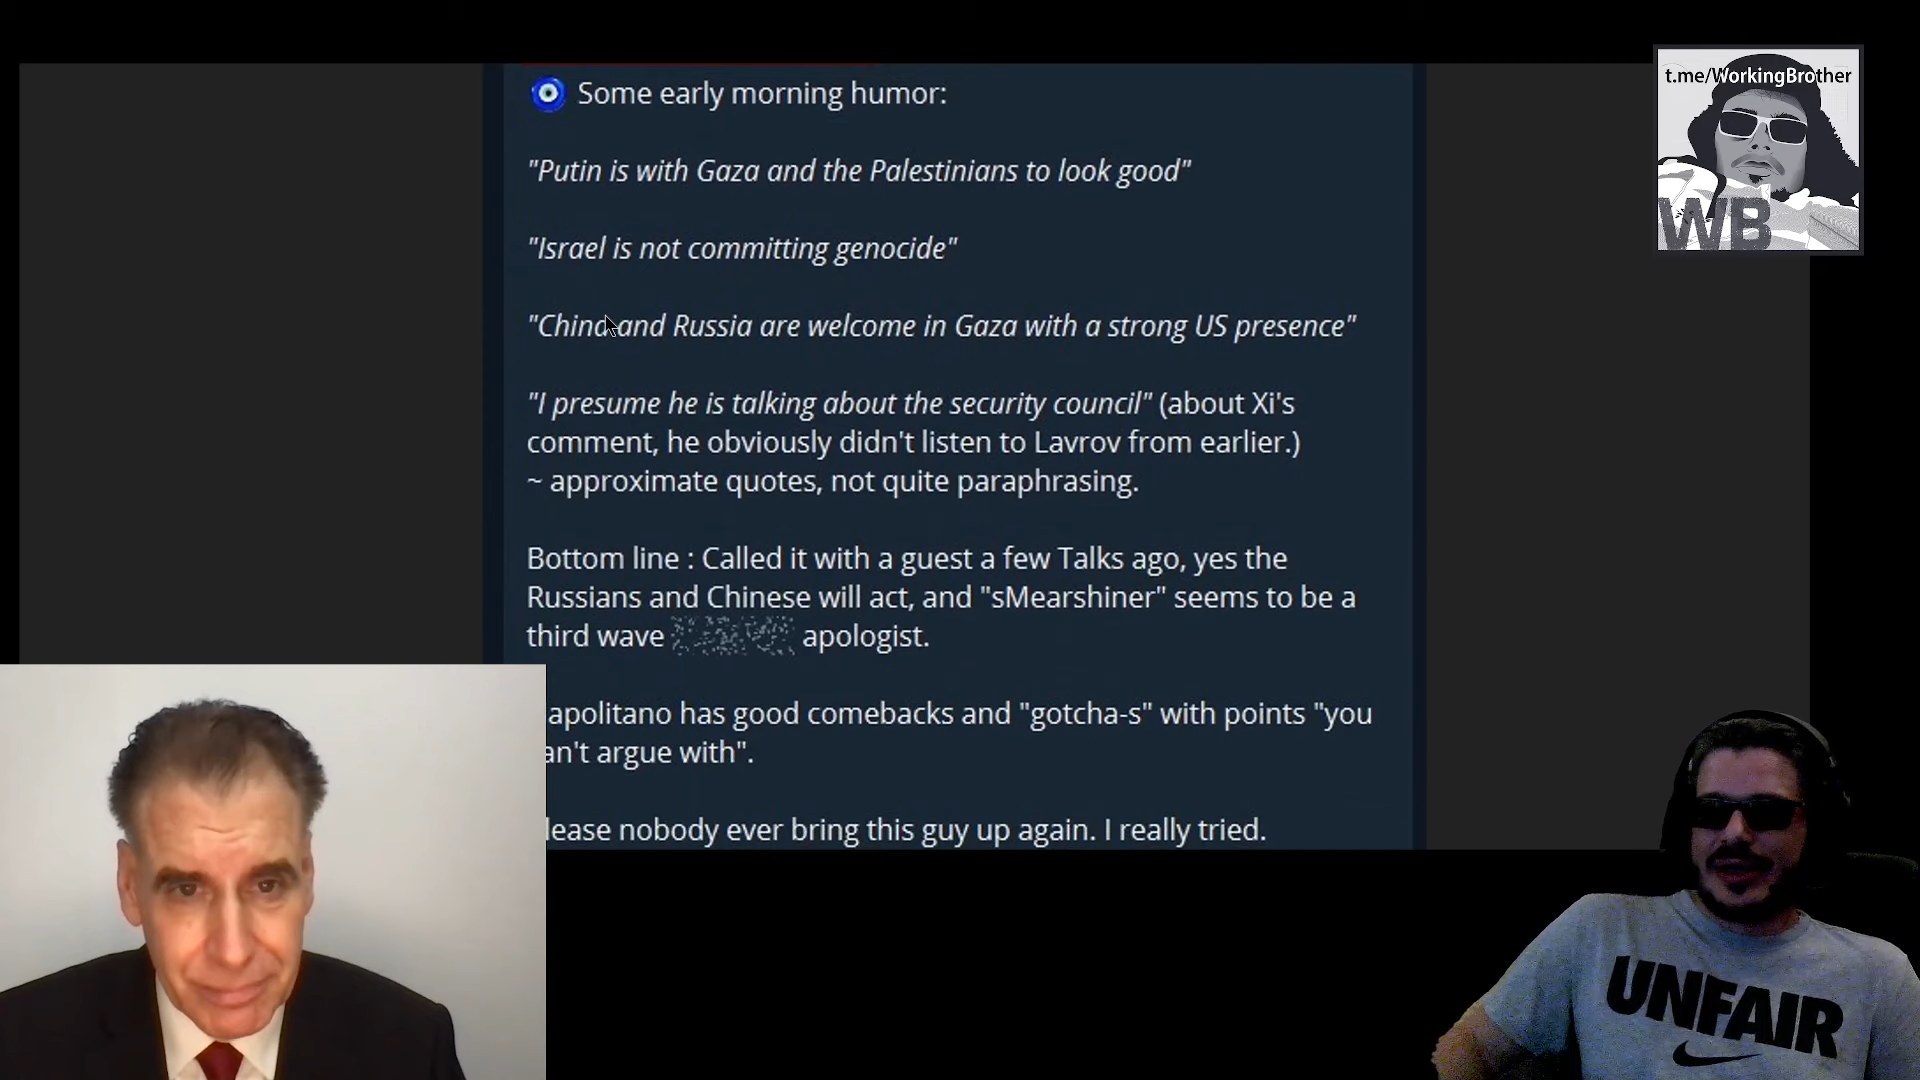 Some early morning humor:
"Putin is with Gaza and the Palestinians to look good"
"Israel is not committing genocide"
"China and Russia are welcome in Gaza with a strong US presence"
"I presume he is talking about the security council" (about Xi's
comment, he obviously didn't listen to Lavrov from earlier.)
~ approximate quotes, not quite paraphrasing.
Bottom line : Called it with a guest a few Talks ago, yes the
Russians and Chinese will act, and "sMearshiner" seems to be a
third wave apologist.
apolitano has good comebacks and "gotcha-s" with points "you
an't argue with".
lease nobody ever bring this guy up again. I really tried.
t.me/WorkingBrother
WB
UNFAIR